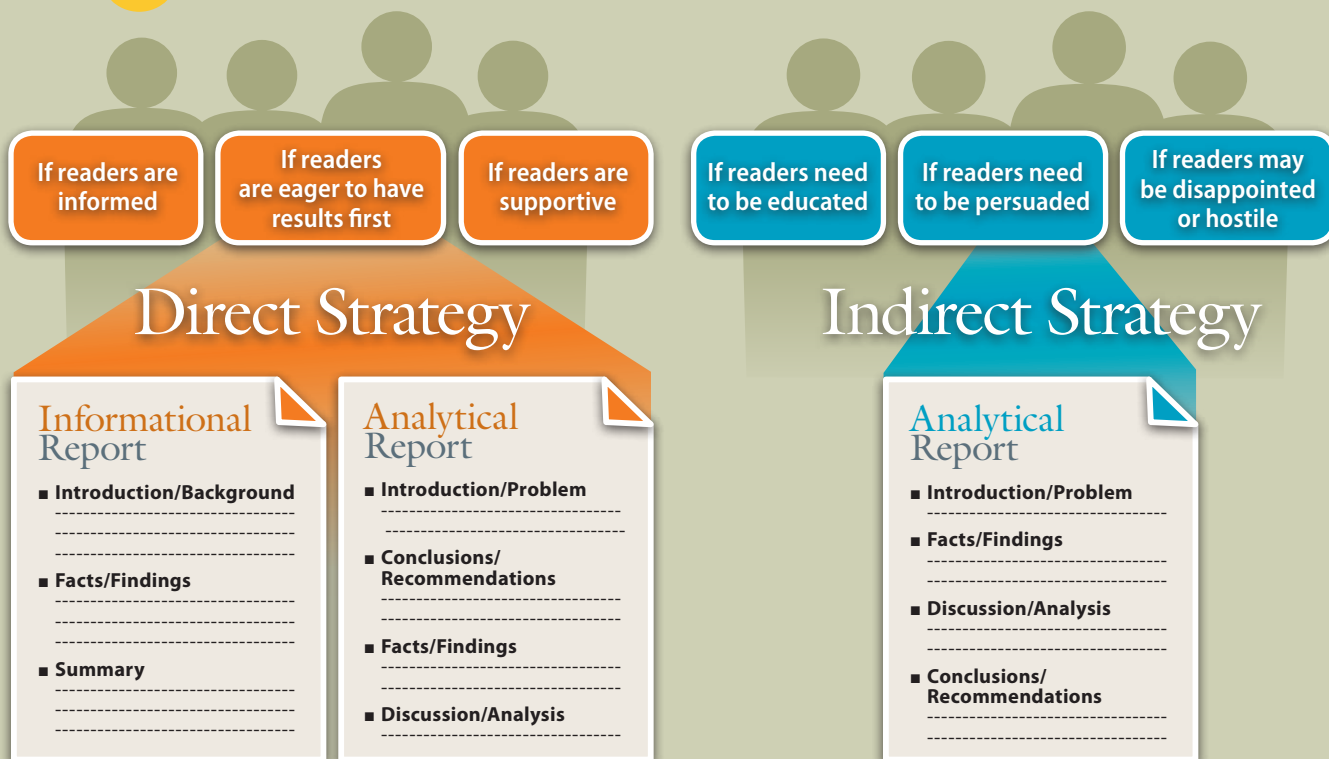 If readers are
informed
If readers
are eager to have
results first
If readers are
supportive
Direct Strategy
Informational
Report
■ Introduction/Background
■ Facts/Findings
■ Summary
Analytical
Report
■ Introduction/Problem
■ Conclusions/
Recommendations
■ Facts/Findings
■ Discussion/Analysis
If readers need
to be educated
If readers need
to be persuaded
If readers may
be disappointed
or hostile
Indirect Strategy
Analytical
Report
■ Introduction/Problem
■ Facts/Findings
■ Discussion/Analysis
■ Conclusions/
Recommendations